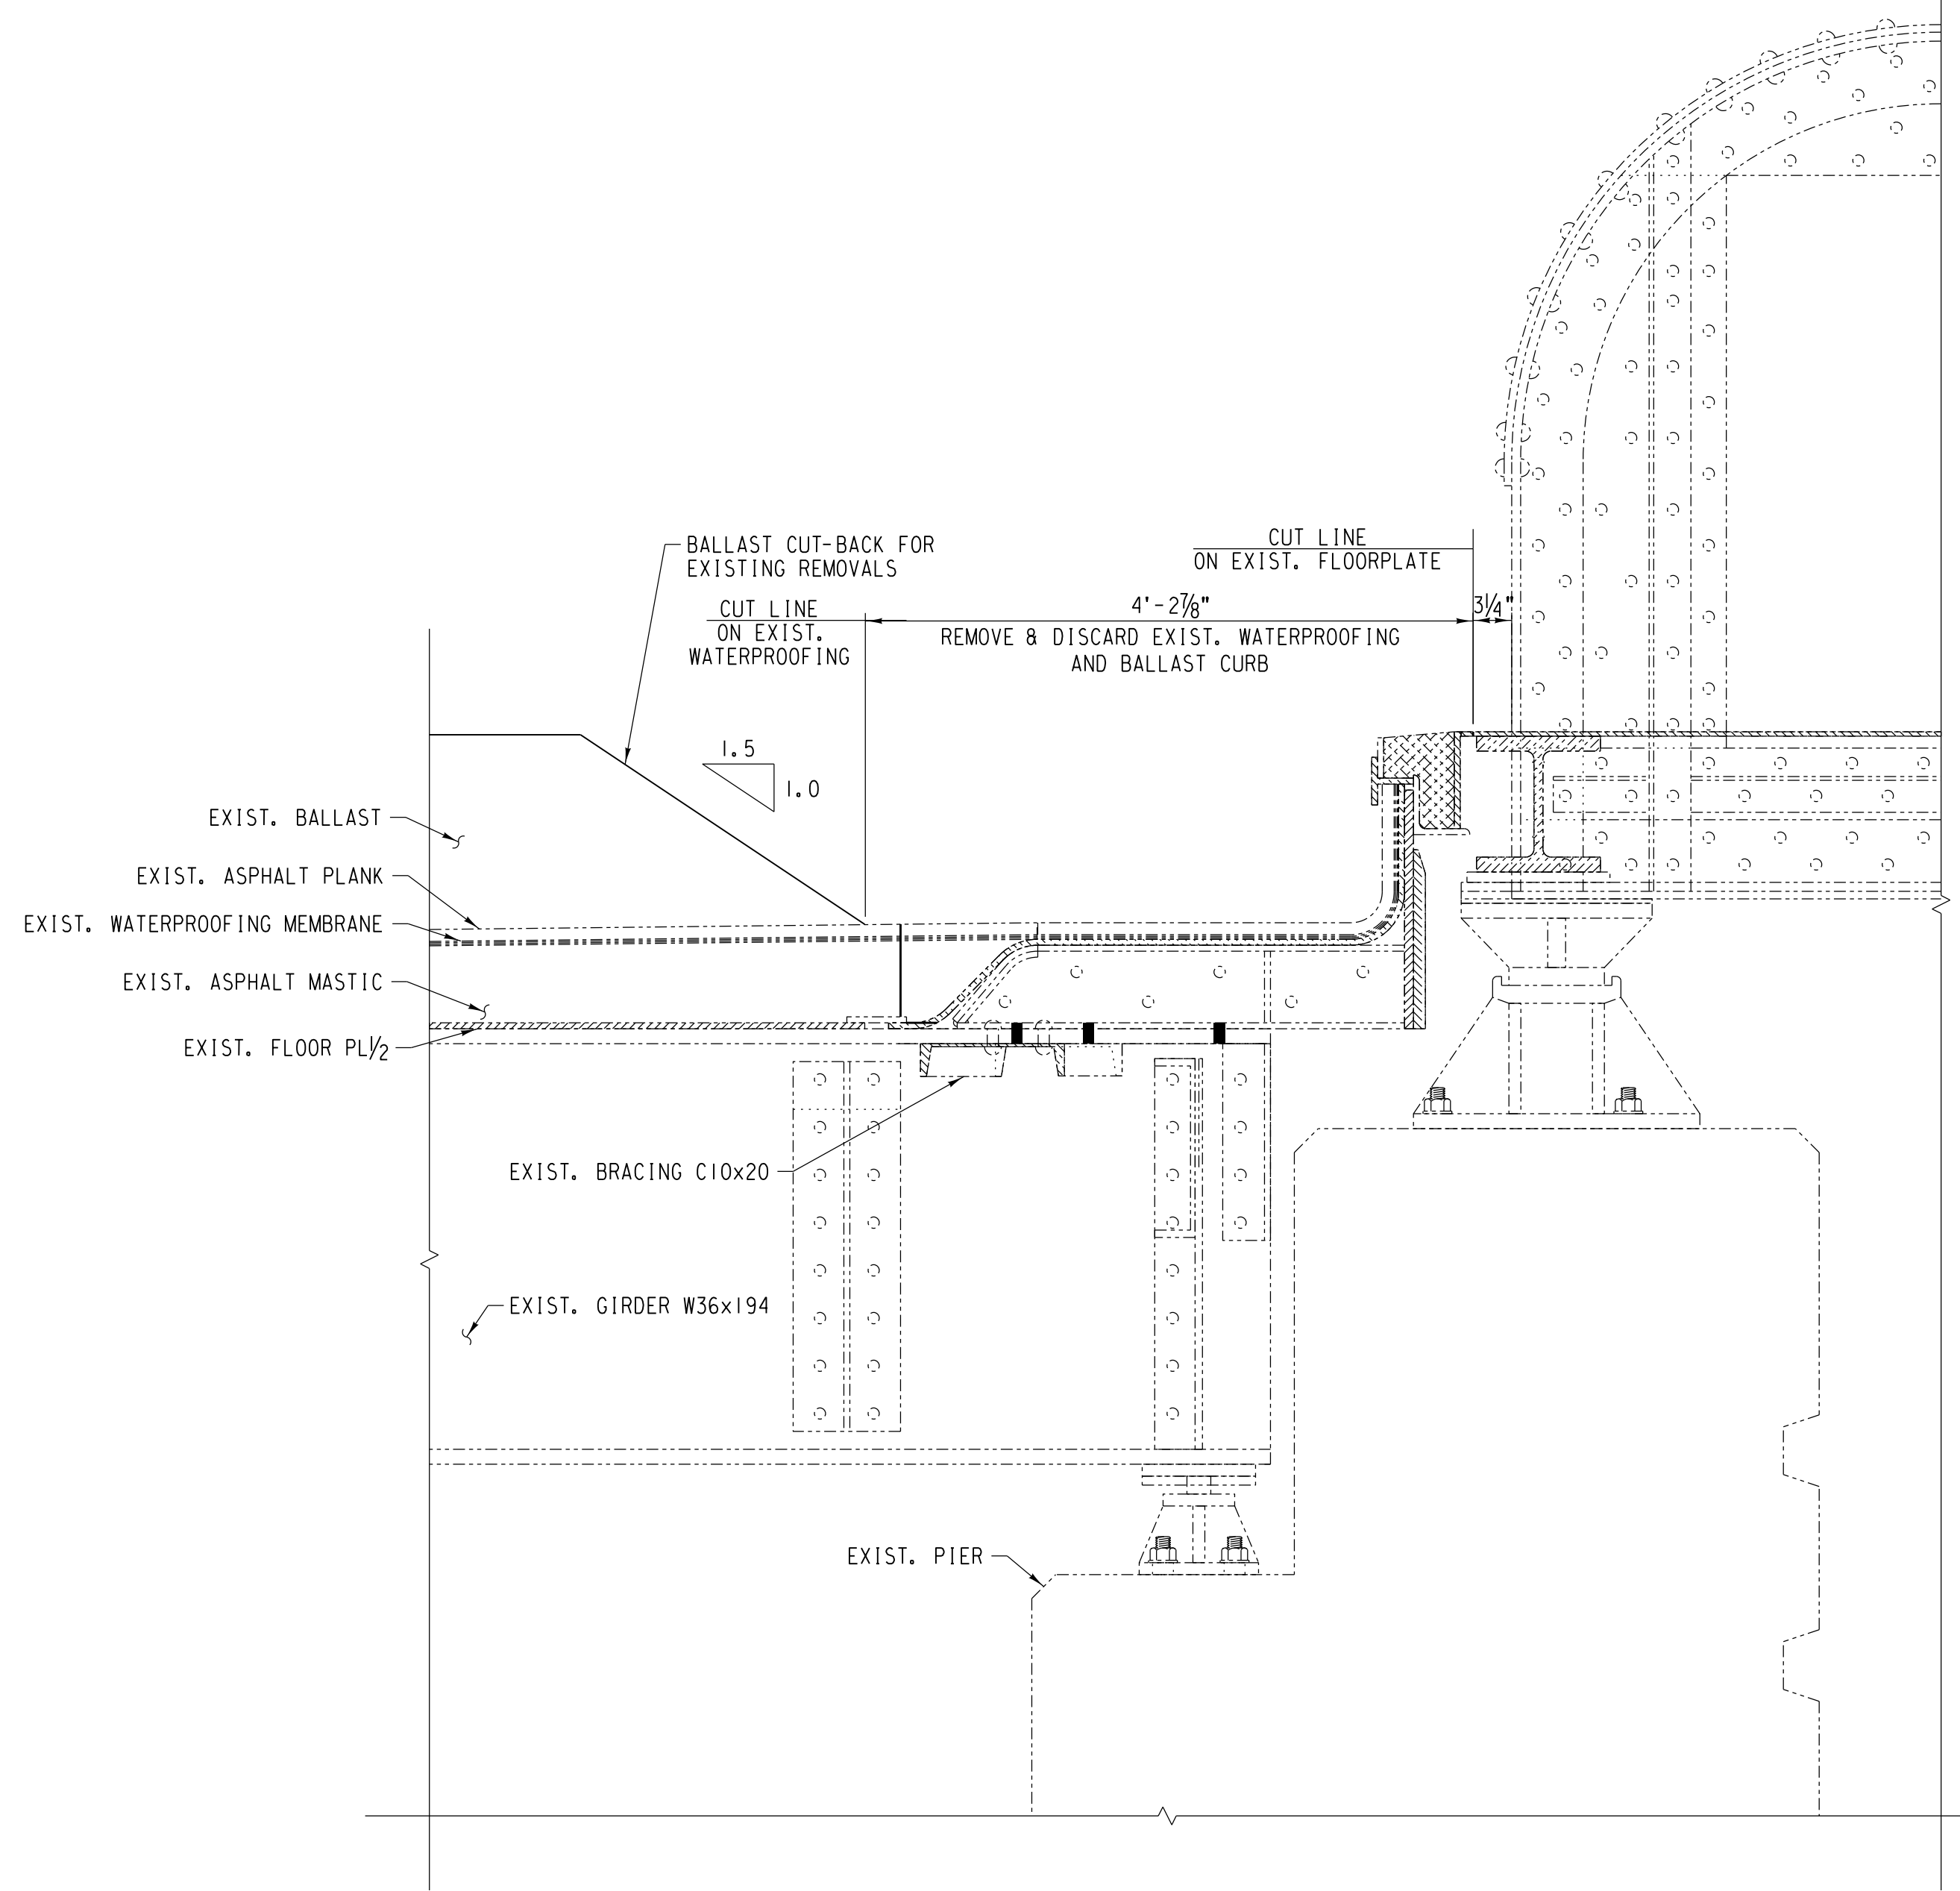 CUT LINE
ON EXIST. FLOORPLATE
BALLAST CUT-BACK FOR
EXISTING REMOVALS
CUT LINE
ON EXIST.
WATERPROOFING
4'-2⅞"
3¼"
REMOVE & DISCARD EXIST. WATERPROOFING
AND BALLAST CURB
1.5
1.0
EXIST. BALLAST
EXIST. ASPHALT PLANK
EXIST. WATERPROOFING MEMBRANE
EXIST. ASPHALT MASTIC
EXIST. FLOOR PL½
EXIST. BRACING C10x20
EXIST. GIRDER W36x194
EXIST. PIER